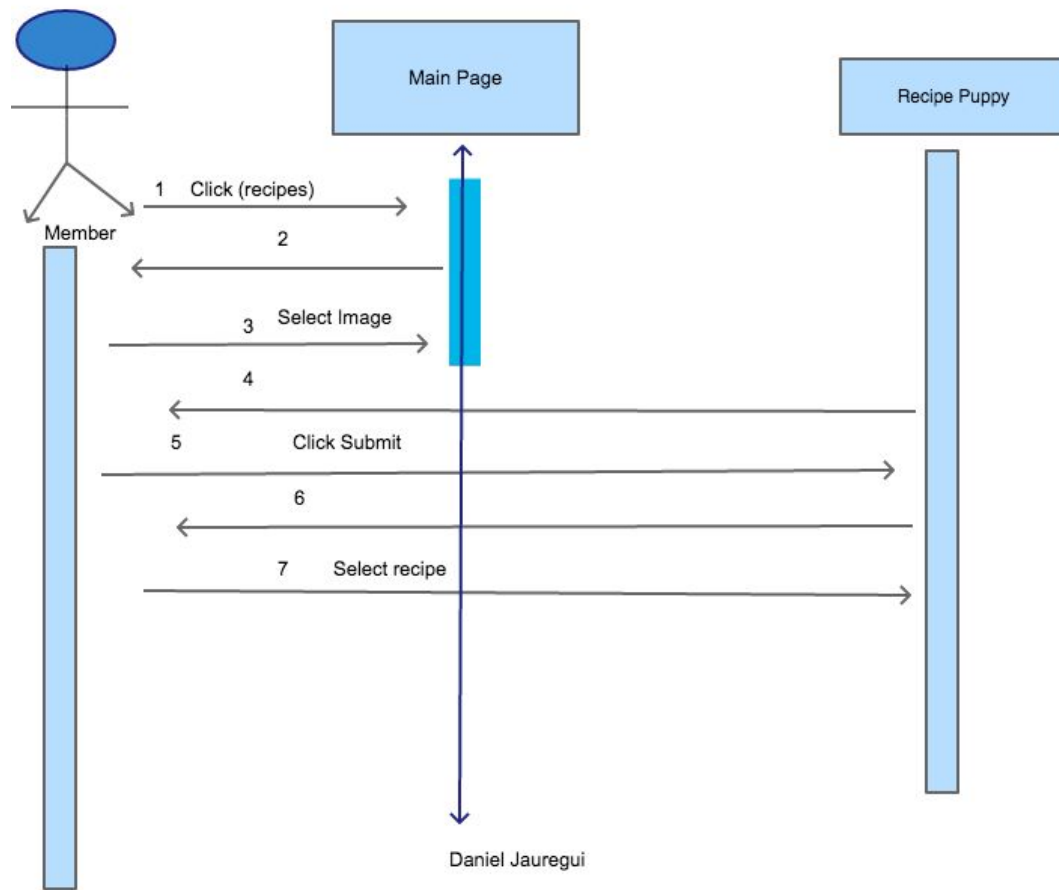 Main Page
Recipe Puppy
1 Click (recipes)
Member
2
3 Select Image
4
5 Click Submit
6
7 Select recipe
Daniel Jauregui